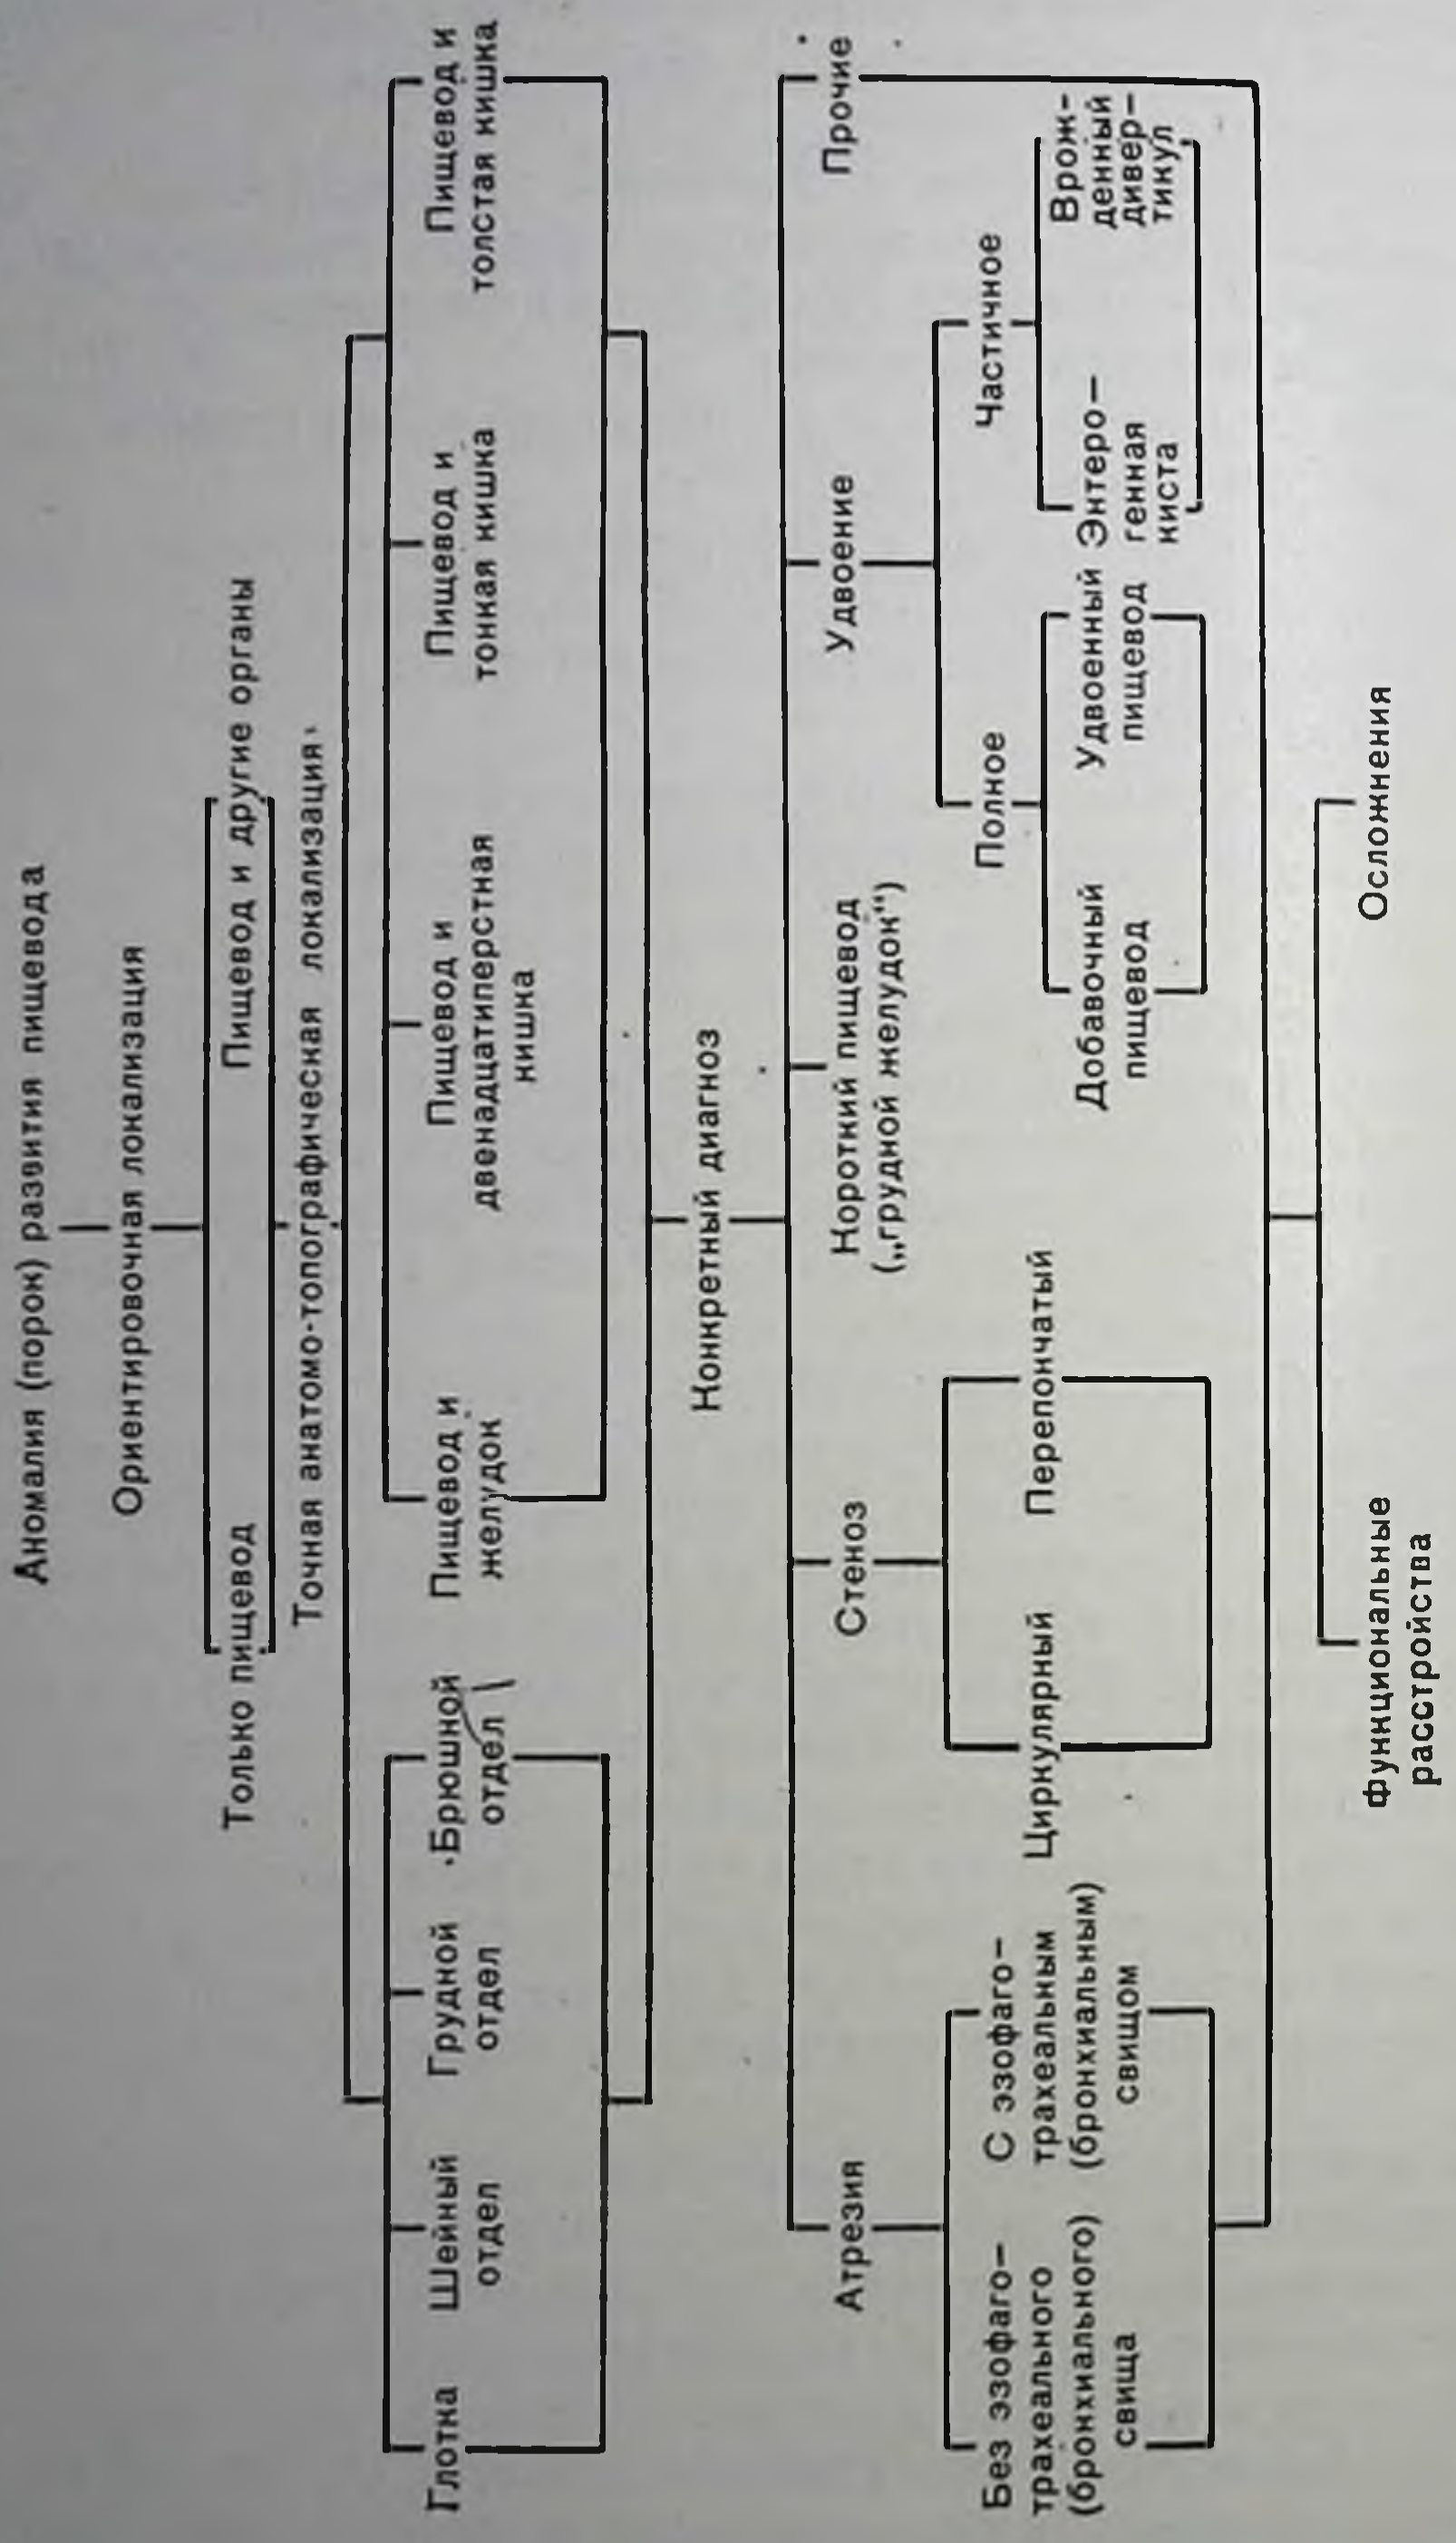 Аномалия (порок) развития пищевода
Ориентировочная локализация
Только пищевод
Пищевод и другие органы
Точная анатомо-топографическая локализация
Глотка
Шейный
отдел
Грудной
отдел
Брюшной
отдел
Пищевод и
желудок
Пищевод и
двенадцатиперстная
кишка
Пищевод и
тонкая кишка
Пищевод и
толстая кишка
Конкретный диагноз
Атрезия
Стеноз
Короткий пищевод
(„грудной желудок“)
Удвоение
Прочие
Полное
Частичное
Без эзофаго—
трахеального
(бронхиального)
свища
С эзофаго—
трахеальным
(бронхиальным)
свищом
Циркулярный
Перепончатый
Добавочный
пищевод
Удвоенный
пищевод
Энтеро—
генная
киста
Врож—
денный
дивер—
тикул
Функциональные
расстройства
Осложнения